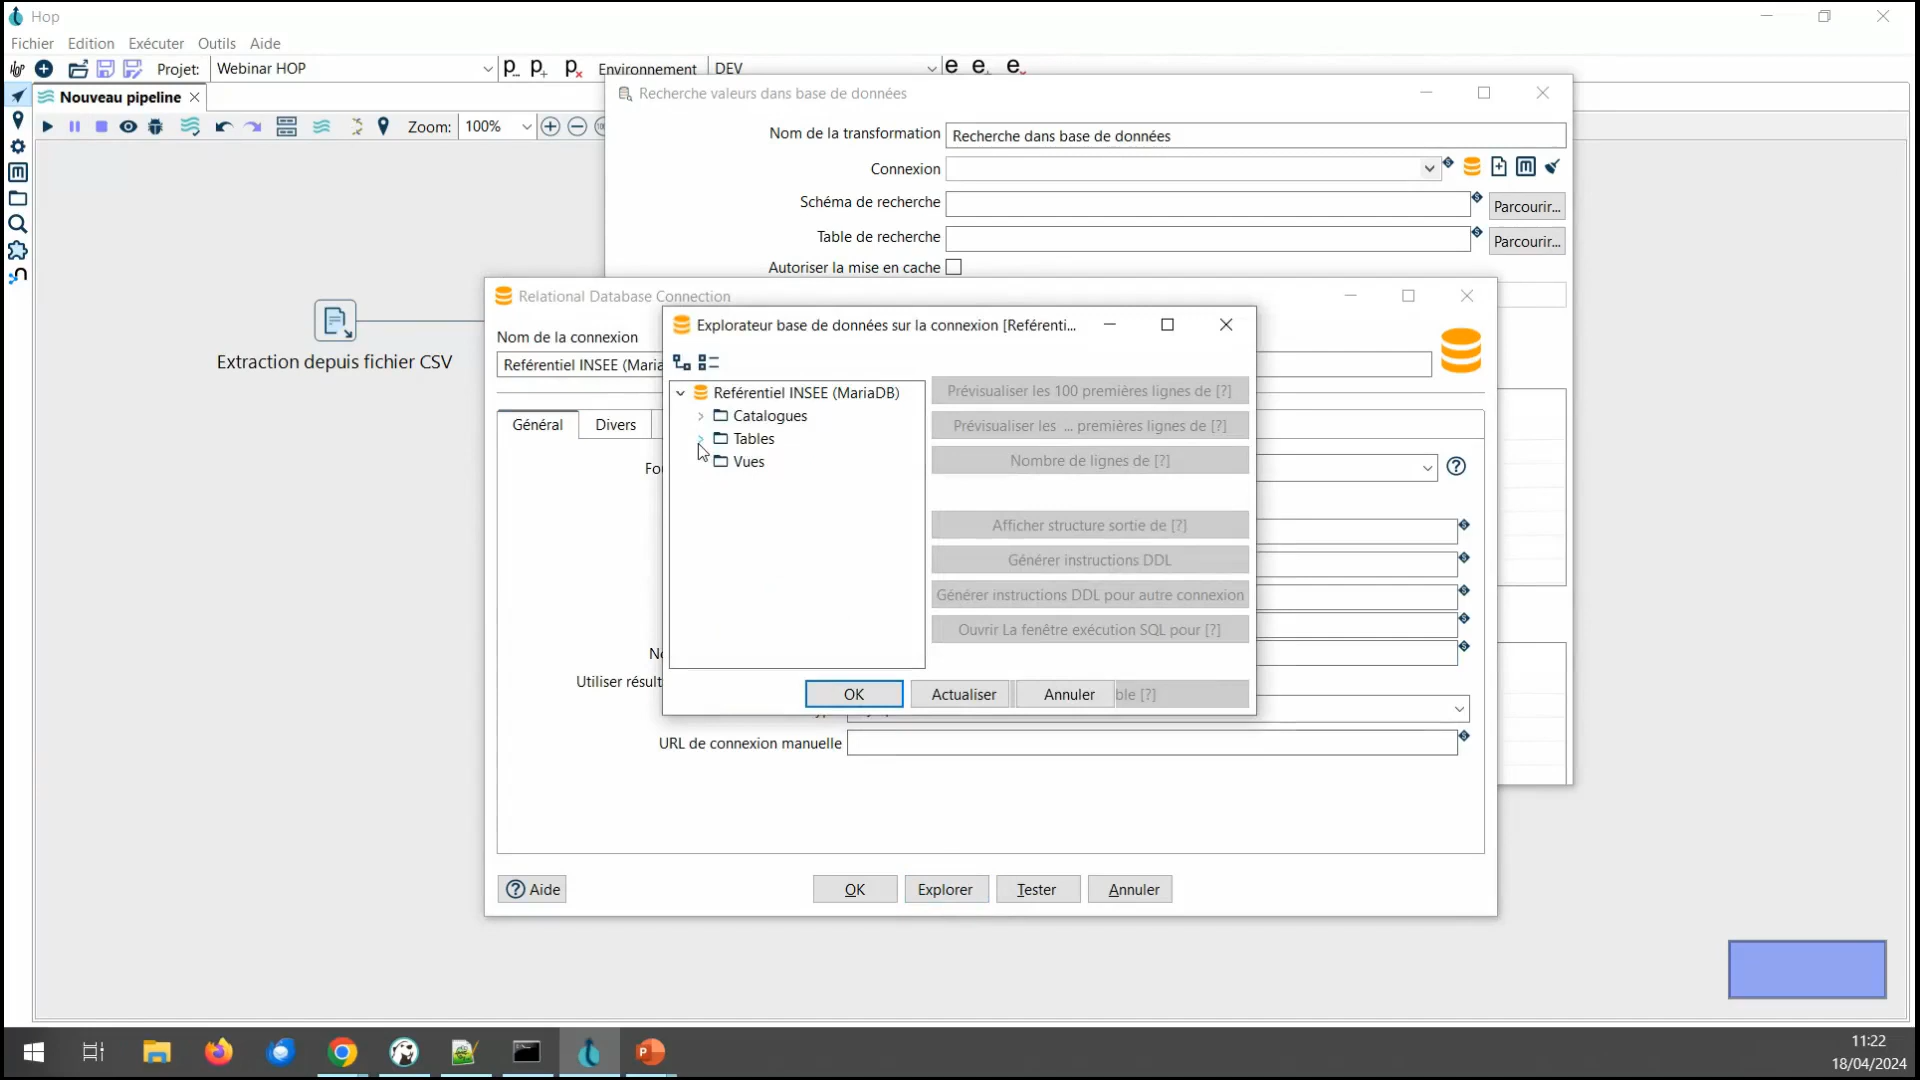 Hop
Fichier Edition Exécuter Outils Aide
Projet: Webinar HOP Environnement DEV
Nouveau pipeline
Zoom: 100%
Recherche valeurs dans base de données
Nom de la transformation Recherche dans base de données
Connexion
Schéma de recherche Parcourir...
Table de recherche Parcourir...
Autoriser la mise en cache
Extraction depuis fichier CSV
Relational Database Connection
Nom de la connexion
Référentiel INSEE (Maria
Général Divers
Fo
No
Utiliser résult
URL de connexion manuelle
Aide OK Explorer Tester Annuler
Explorateur base de données sur la connexion [Référenti...
Reférentiel INSEE (MariaDB)
Catalogues
Tables
Vues
Prévisualiser les 100 premières lignes de [?]
Prévisualiser les ... premières lignes de [?]
Nombre de lignes de [?]
Afficher structure sortie de [?]
Générer instructions DDL
Générer instructions DDL pour autre connexion
Ouvrir La fenêtre exécution SQL pour [?]
OK Actualiser Annuler ble [?]
11:22
18/04/2024